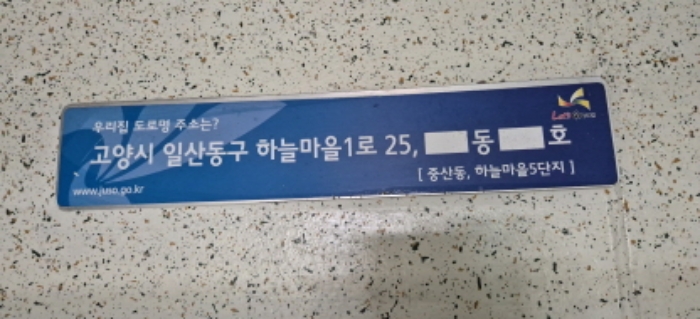 우리집 도로명 주소는?
고양시 일산동구 하늘마을1로 25, 동 호
[ 중산동, 하늘마을5단지 ]
www.juso.go.kr